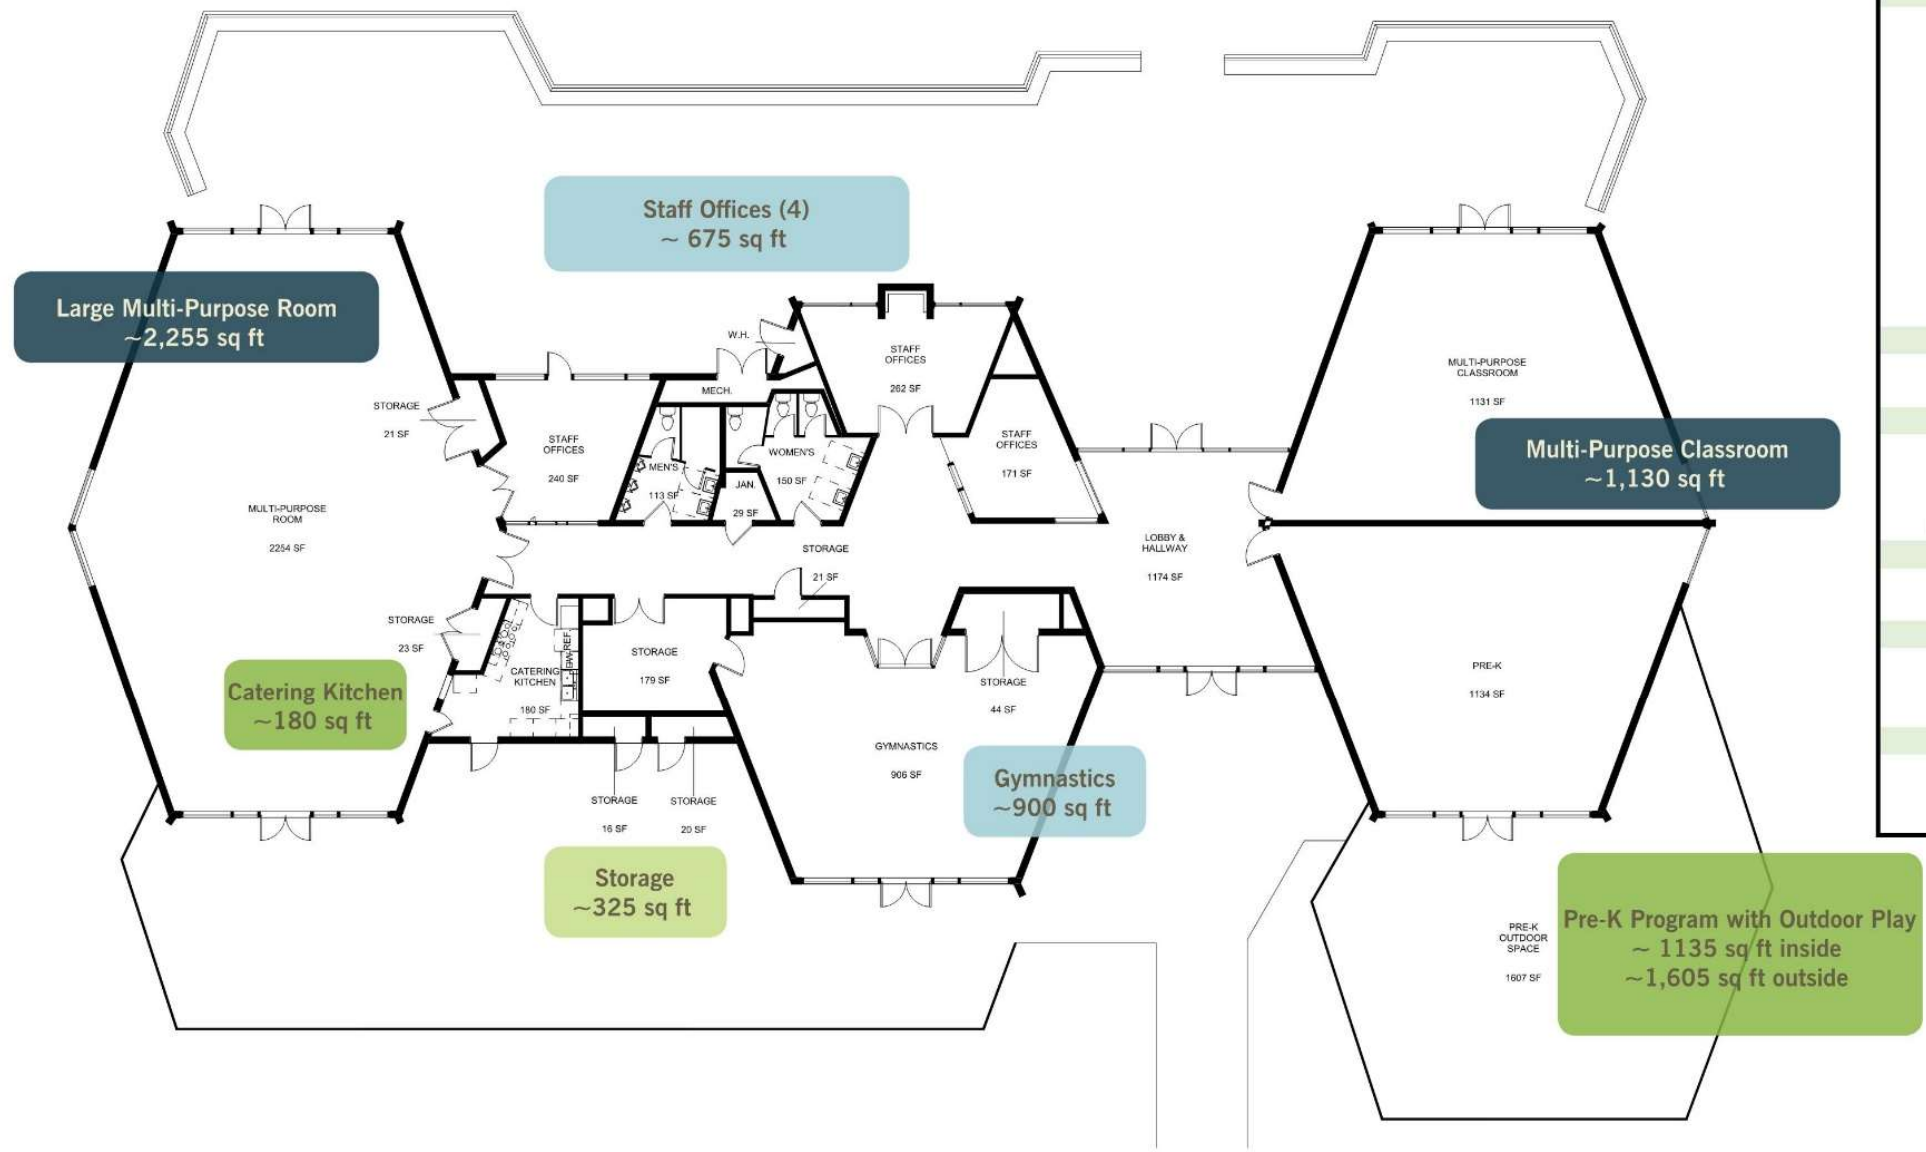 Staff Offices (4)
~ 675 sq ft
Large Multi-Purpose Room
~2,255 sq ft
W.H.
STAFF
OFFICES
262 SF
MULTI-PURPOSE
CLASSROOM
1131 SF
MECH.
STORAGE
21 SF
STAFF
OFFICES
240 SF
MEN'S
113 SF
WOMEN'S
150 SF
JAN.
29 SF
STAFF
OFFICES
171 SF
Multi-Purpose Classroom
~1,130 sq ft
MULTI-PURPOSE
ROOM
2254 SF
STORAGE
21 SF
LOBBY &
HALLWAY
1174 SF
STORAGE
23 SF
CATERING
KITCHEN
180 SF
REF.
STORAGE
179 SF
STORAGE
44 SF
PRE-K
1134 SF
Catering Kitchen
~180 sq ft
GYMNASTICS
906 SF
Gymnastics
~900 sq ft
STORAGE
16 SF
STORAGE
20 SF
Storage
~325 sq ft
PRE-K
OUTDOOR
SPACE
1607 SF
Pre-K Program with Outdoor Play
~ 1135 sq ft inside
~1,605 sq ft outside